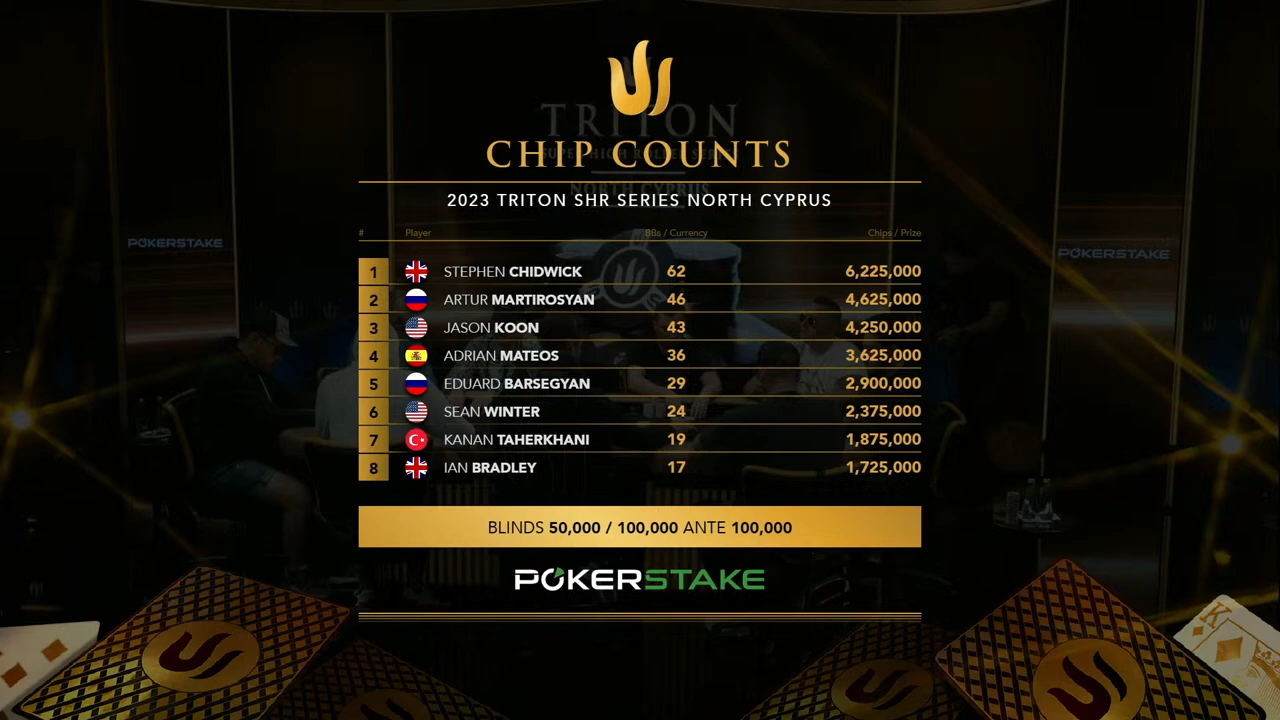 TRITON
CHIP COUNTS
NORTH CYPRUS
2023 TRITON SHR SERIES NORTH CYPRUS
# Player BBs / Currency Chips / Prize
POKERSTAKE
POKERSTAKE
1 STEPHEN CHIDWICK 62 6,225,000
2 ARTUR MARTIROSYAN 46 4,625,000
3 JASON KOON 43 4,250,000
4 ADRIAN MATEOS 36 3,625,000
5 EDUARD BARSEGYAN 29 2,900,000
6 SEAN WINTER 24 2,375,000
7 KANAN TAHERKHANI 19 1,875,000
8 IAN BRADLEY 17 1,725,000
BLINDS 50,000 / 100,000 ANTE 100,000
POKERSTAKE
K